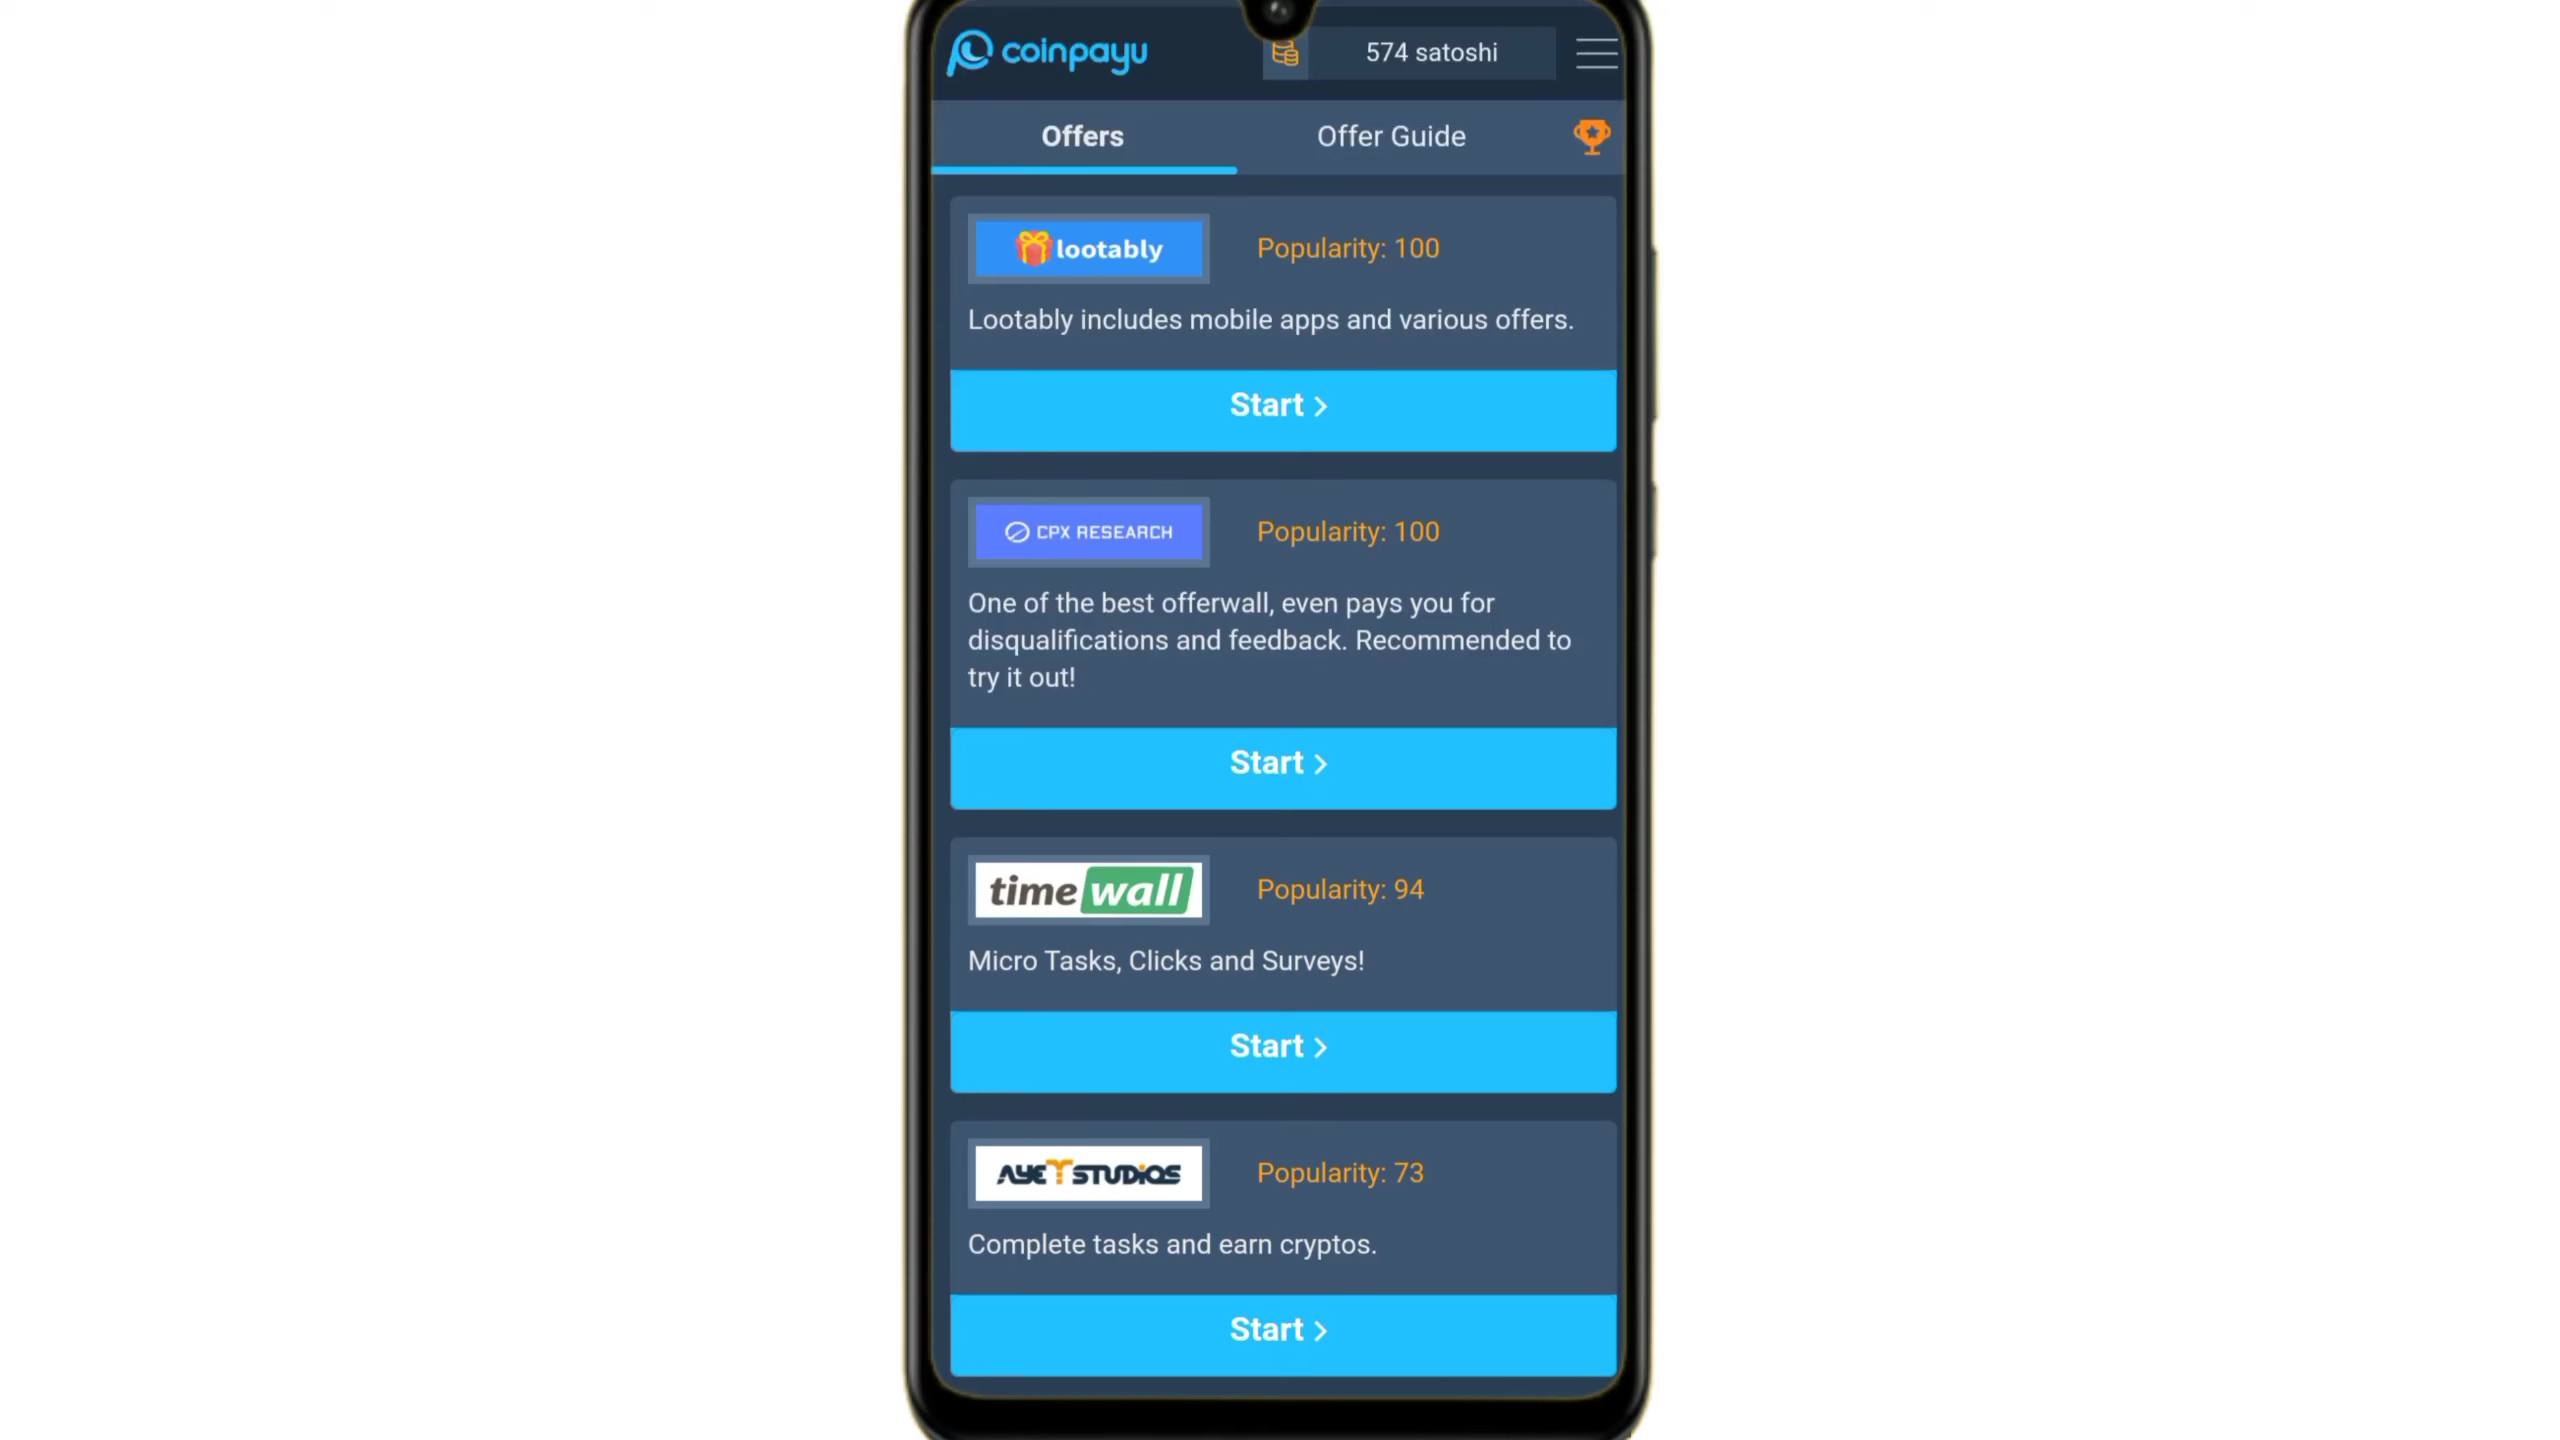 coinpayu
574 satoshi
Offers
Offer Guide
lootably
Popularity: 100
Lootably includes mobile apps and various offers.
Start
CPX RESEARCH
Popularity: 100
One of the best offerwall, even pays you for
disqualifications and feedback. Recommended to
try it out!
Start
timewall
Popularity: 94
Micro Tasks, Clicks and Surveys!
Start
AYET STUDIOS
Popularity: 73
Complete tasks and earn cryptos.
Start